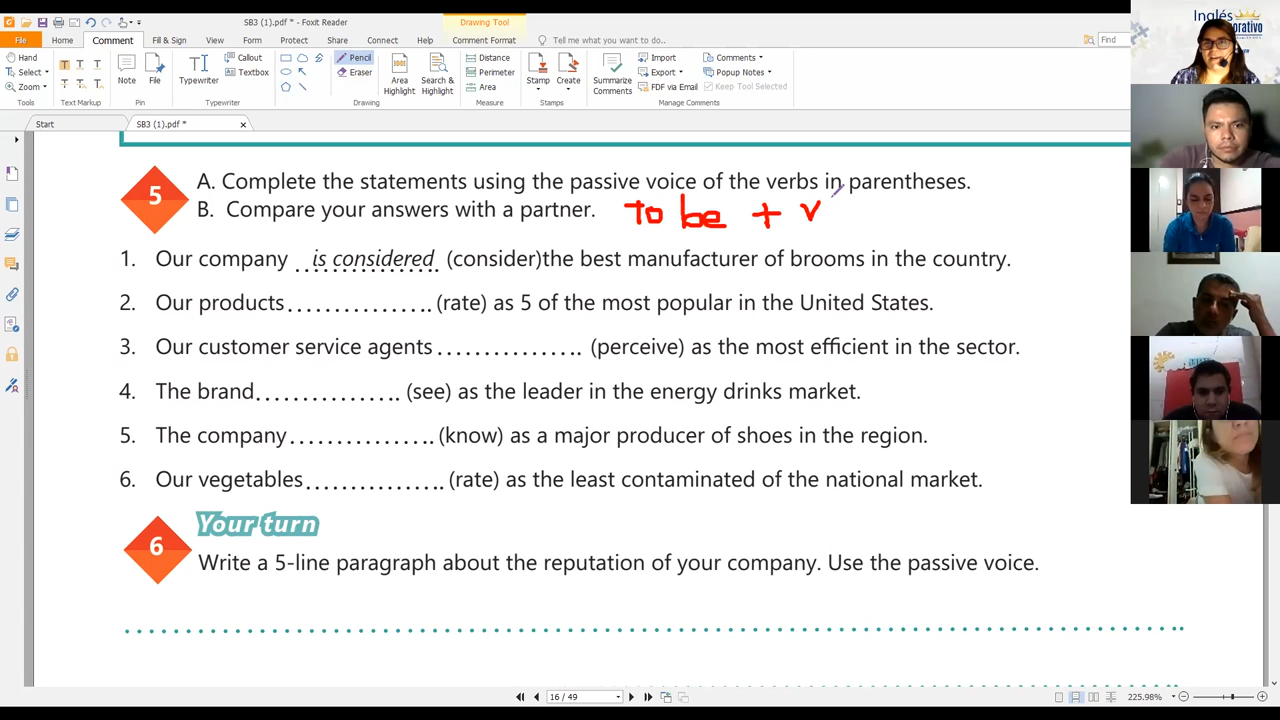 SB3 (1).pdf * - Foxit Reader
Drawing Tool
File Home Comment Fill & Sign View Form Protect Share Connect Help Comment Format Tell me what you want to do... Find
Hand Select Zoom Tools
T T T T T T Text Markup
Note File Pin
Typewriter Callout Textbox Typewriter
Pencil Eraser Drawing
Area Highlight Search & Highlight
Distance Perimeter Area Measure
Stamp Create Stamps
Summarize Comments Import Export FDF via Email Comments Popup Notes Keep Tool Selected Manage Comments
Start SB3 (1).pdf *
Inglés
orativo
5
A. Complete the statements using the passive voice of the verbs in parentheses.
B. Compare your answers with a partner. To be + v
1. Our company is considered (consider)the best manufacturer of brooms in the country.
2. Our products................ (rate) as 5 of the most popular in the United States.
3. Our customer service agents ................ (perceive) as the most efficient in the sector.
4. The brand................ (see) as the leader in the energy drinks market.
5. The company................ (know) as a major producer of shoes in the region.
6. Our vegetables................ (rate) as the least contaminated of the national market.
6
Your turn
Write a 5-line paragraph about the reputation of your company. Use the passive voice.
16 / 49
225.98%